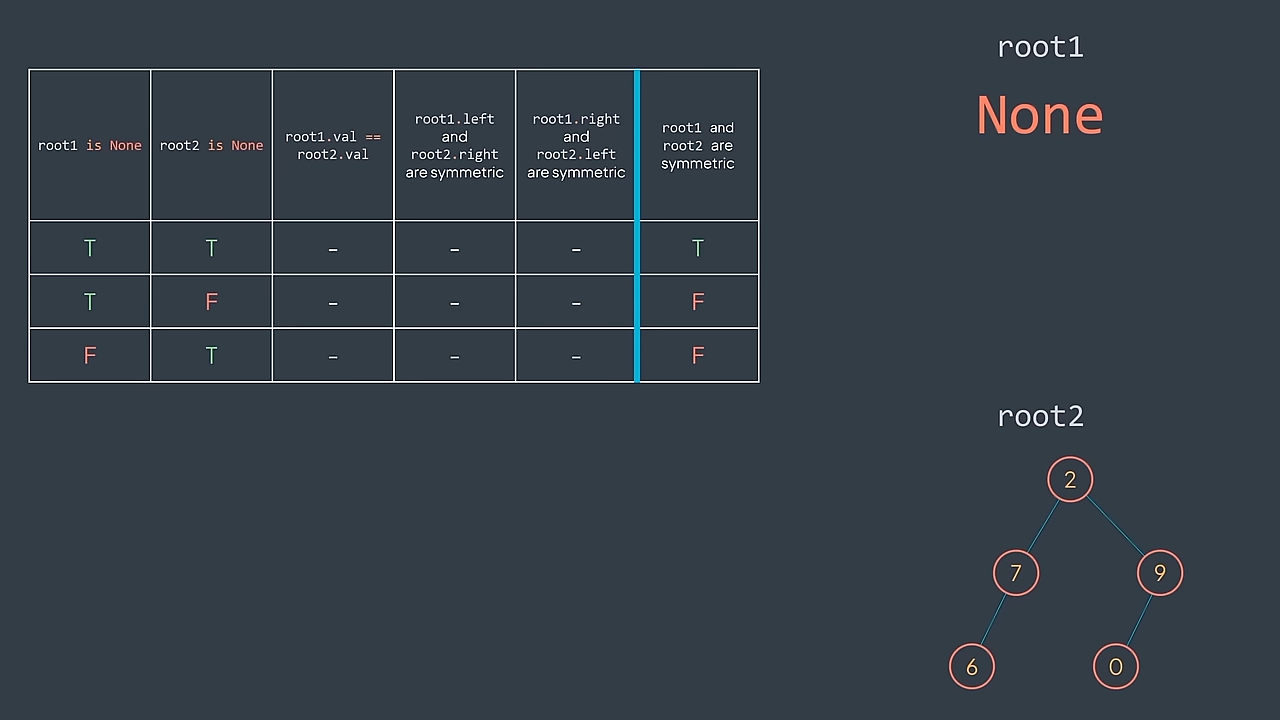 root1 is None
root2 is None
root1.val ==
root2.val
root1.left
and
root2.right
are symmetric
root1.right
and
root2.left
are symmetric
root1 and
root2 are
symmetric
T T - - - T
T F - - - F
F T - - - F
root1
None
root2
2
7 9
6 0